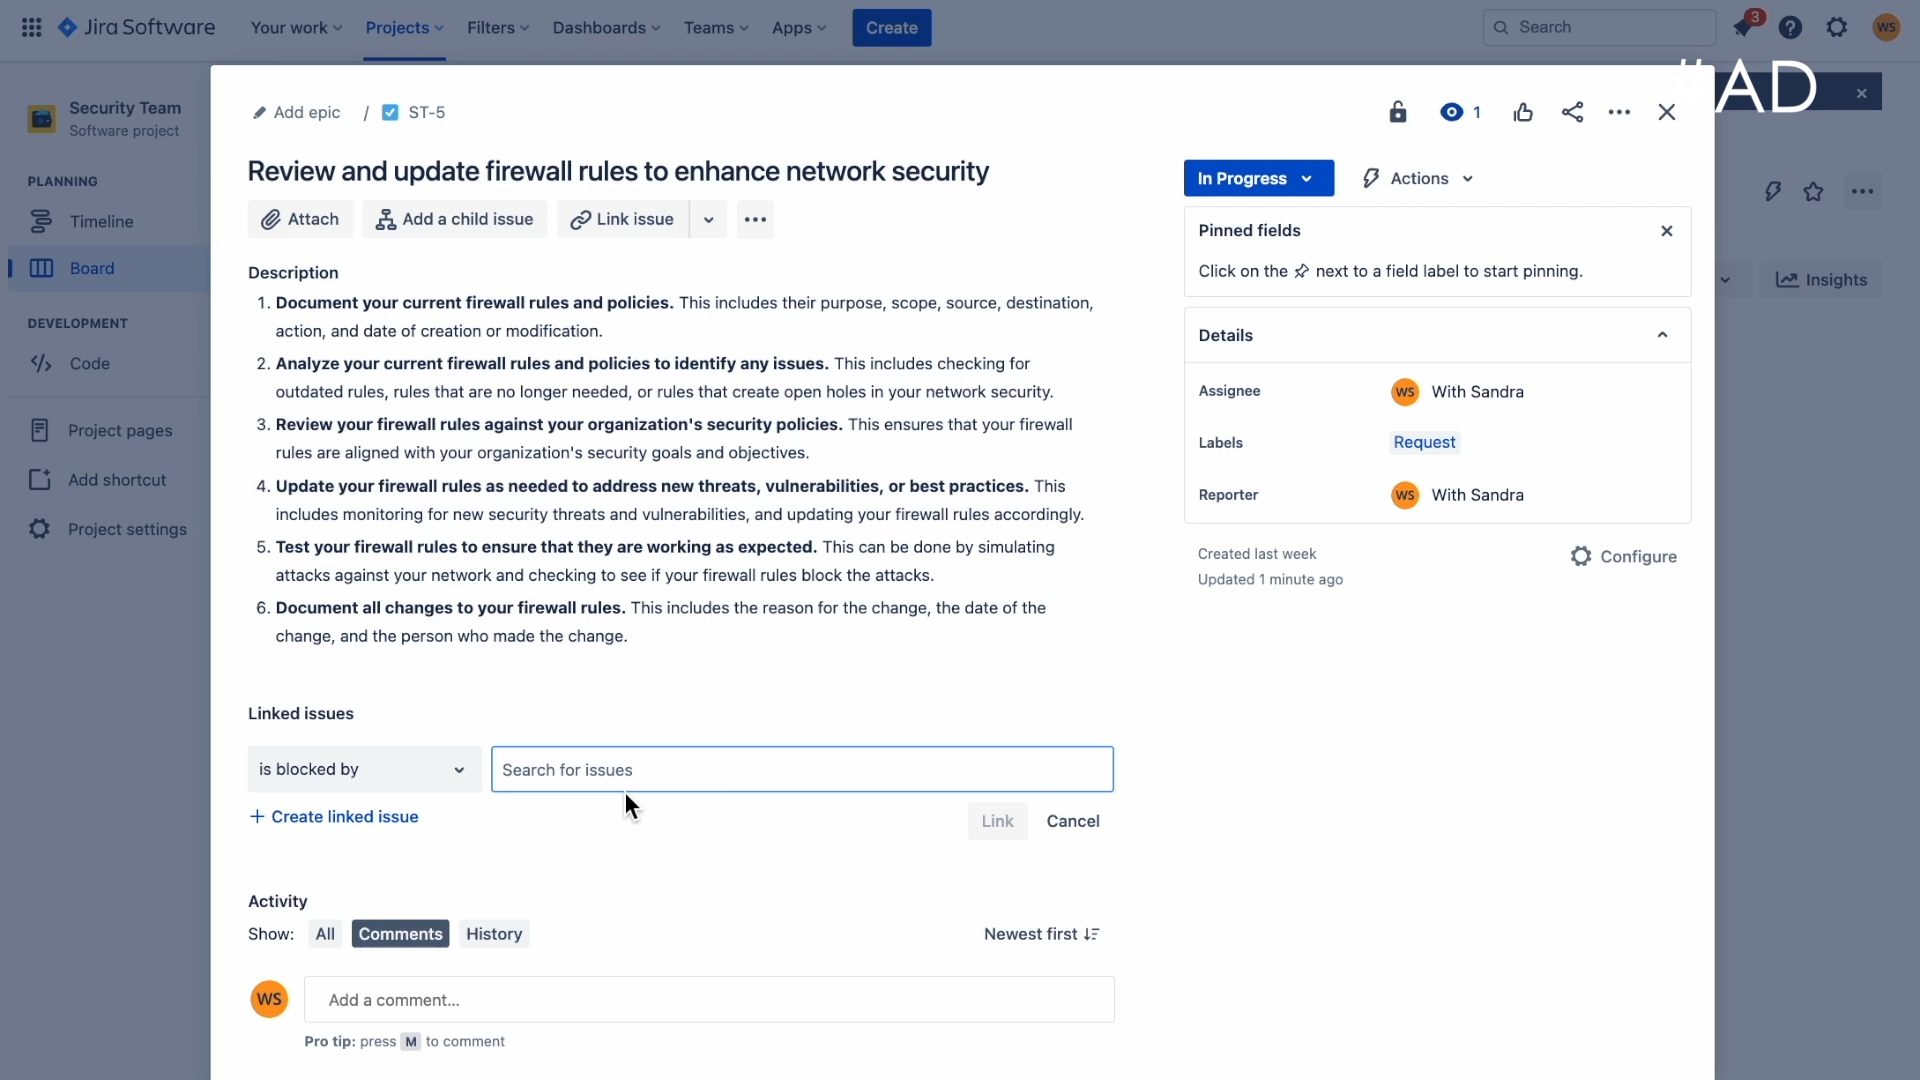 Jira Software
Your work
Projects
Filters
Dashboards
Teams
Apps
Create
Search
3
WS
#AD
Security Team
Software project
PLANNING
Timeline
Board
DEVELOPMENT
Code
Project pages
Add shortcut
Project settings
Insights
Add epic / ST-5
1
Review and update firewall rules to enhance network security
Attach
Add a child issue
Link issue
Description
1. Document your current firewall rules and policies. This includes their purpose, scope, source, destination,
action, and date of creation or modification.
2. Analyze your current firewall rules and policies to identify any issues. This includes checking for
outdated rules, rules that are no longer needed, or rules that create open holes in your network security.
3. Review your firewall rules against your organization's security policies. This ensures that your firewall
rules are aligned with your organization's security goals and objectives.
4. Update your firewall rules as needed to address new threats, vulnerabilities, or best practices. This
includes monitoring for new security threats and vulnerabilities, and updating your firewall rules accordingly.
5. Test your firewall rules to ensure that they are working as expected. This can be done by simulating
attacks against your network and checking to see if your firewall rules block the attacks.
6. Document all changes to your firewall rules. This includes the reason for the change, the date of the
change, and the person who made the change.
Linked issues
is blocked by
Search for issues
+ Create linked issue
Link
Cancel
Activity
Show: All Comments History
Newest first
WS
Add a comment...
Pro tip: press M to comment
In Progress
Actions
Pinned fields
Click on the next to a field label to start pinning.
Details
Assignee
WS With Sandra
Labels
Request
Reporter
WS With Sandra
Created last week
Updated 1 minute ago
Configure